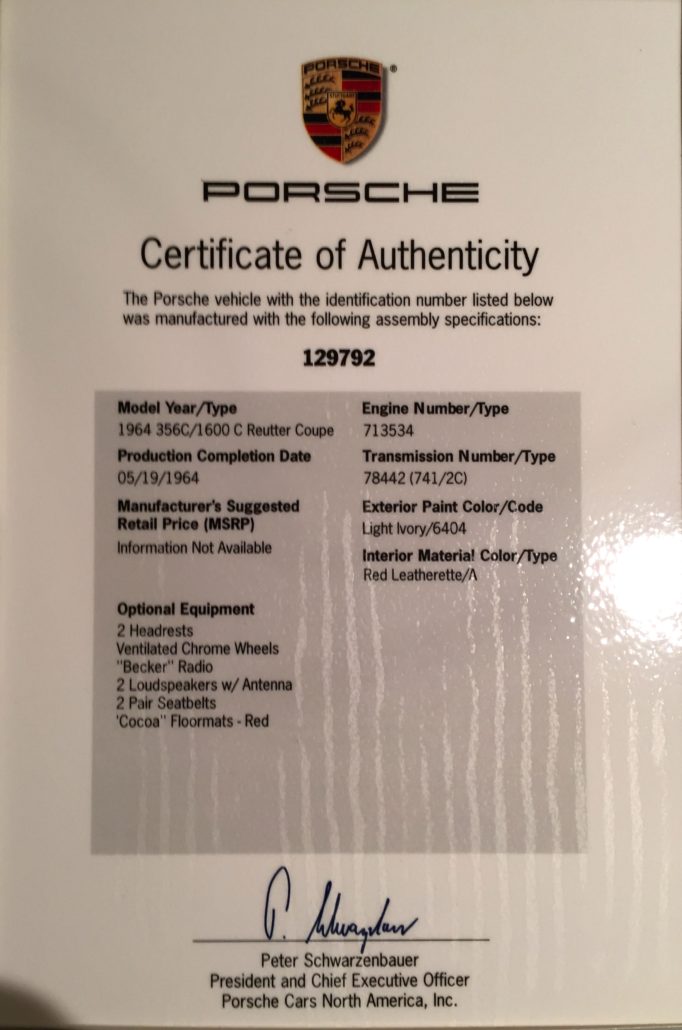 PORSCHE
STUTTGART
PORSCHE
Certificate of Authenticity
The Porsche vehicle with the identification number listed below
was manufactured with the following assembly specifications:
129792
Model Year/Type
1964 356C/1600 C Reutter Coupe
Production Completion Date
05/19/1964
Manufacturer's Suggested
Retail Price (MSRP)
Information Not Available
Engine Number/Type
713534
Transmission Number/Type
78442 (741/2C)
Exterior Paint Color/Code
Light Ivory/6404
Interior Material Color/Type
Red Leatherette/A
Optional Equipment
2 Headrests
Ventilated Chrome Wheels
"Becker" Radio
2 Loudspeakers w/ Antenna
2 Pair Seatbelts
'Cocoa" Floormats - Red
P. Schwarzenbauer
Peter Schwarzenbauer
President and Chief Executive Officer
Porsche Cars North America, Inc.